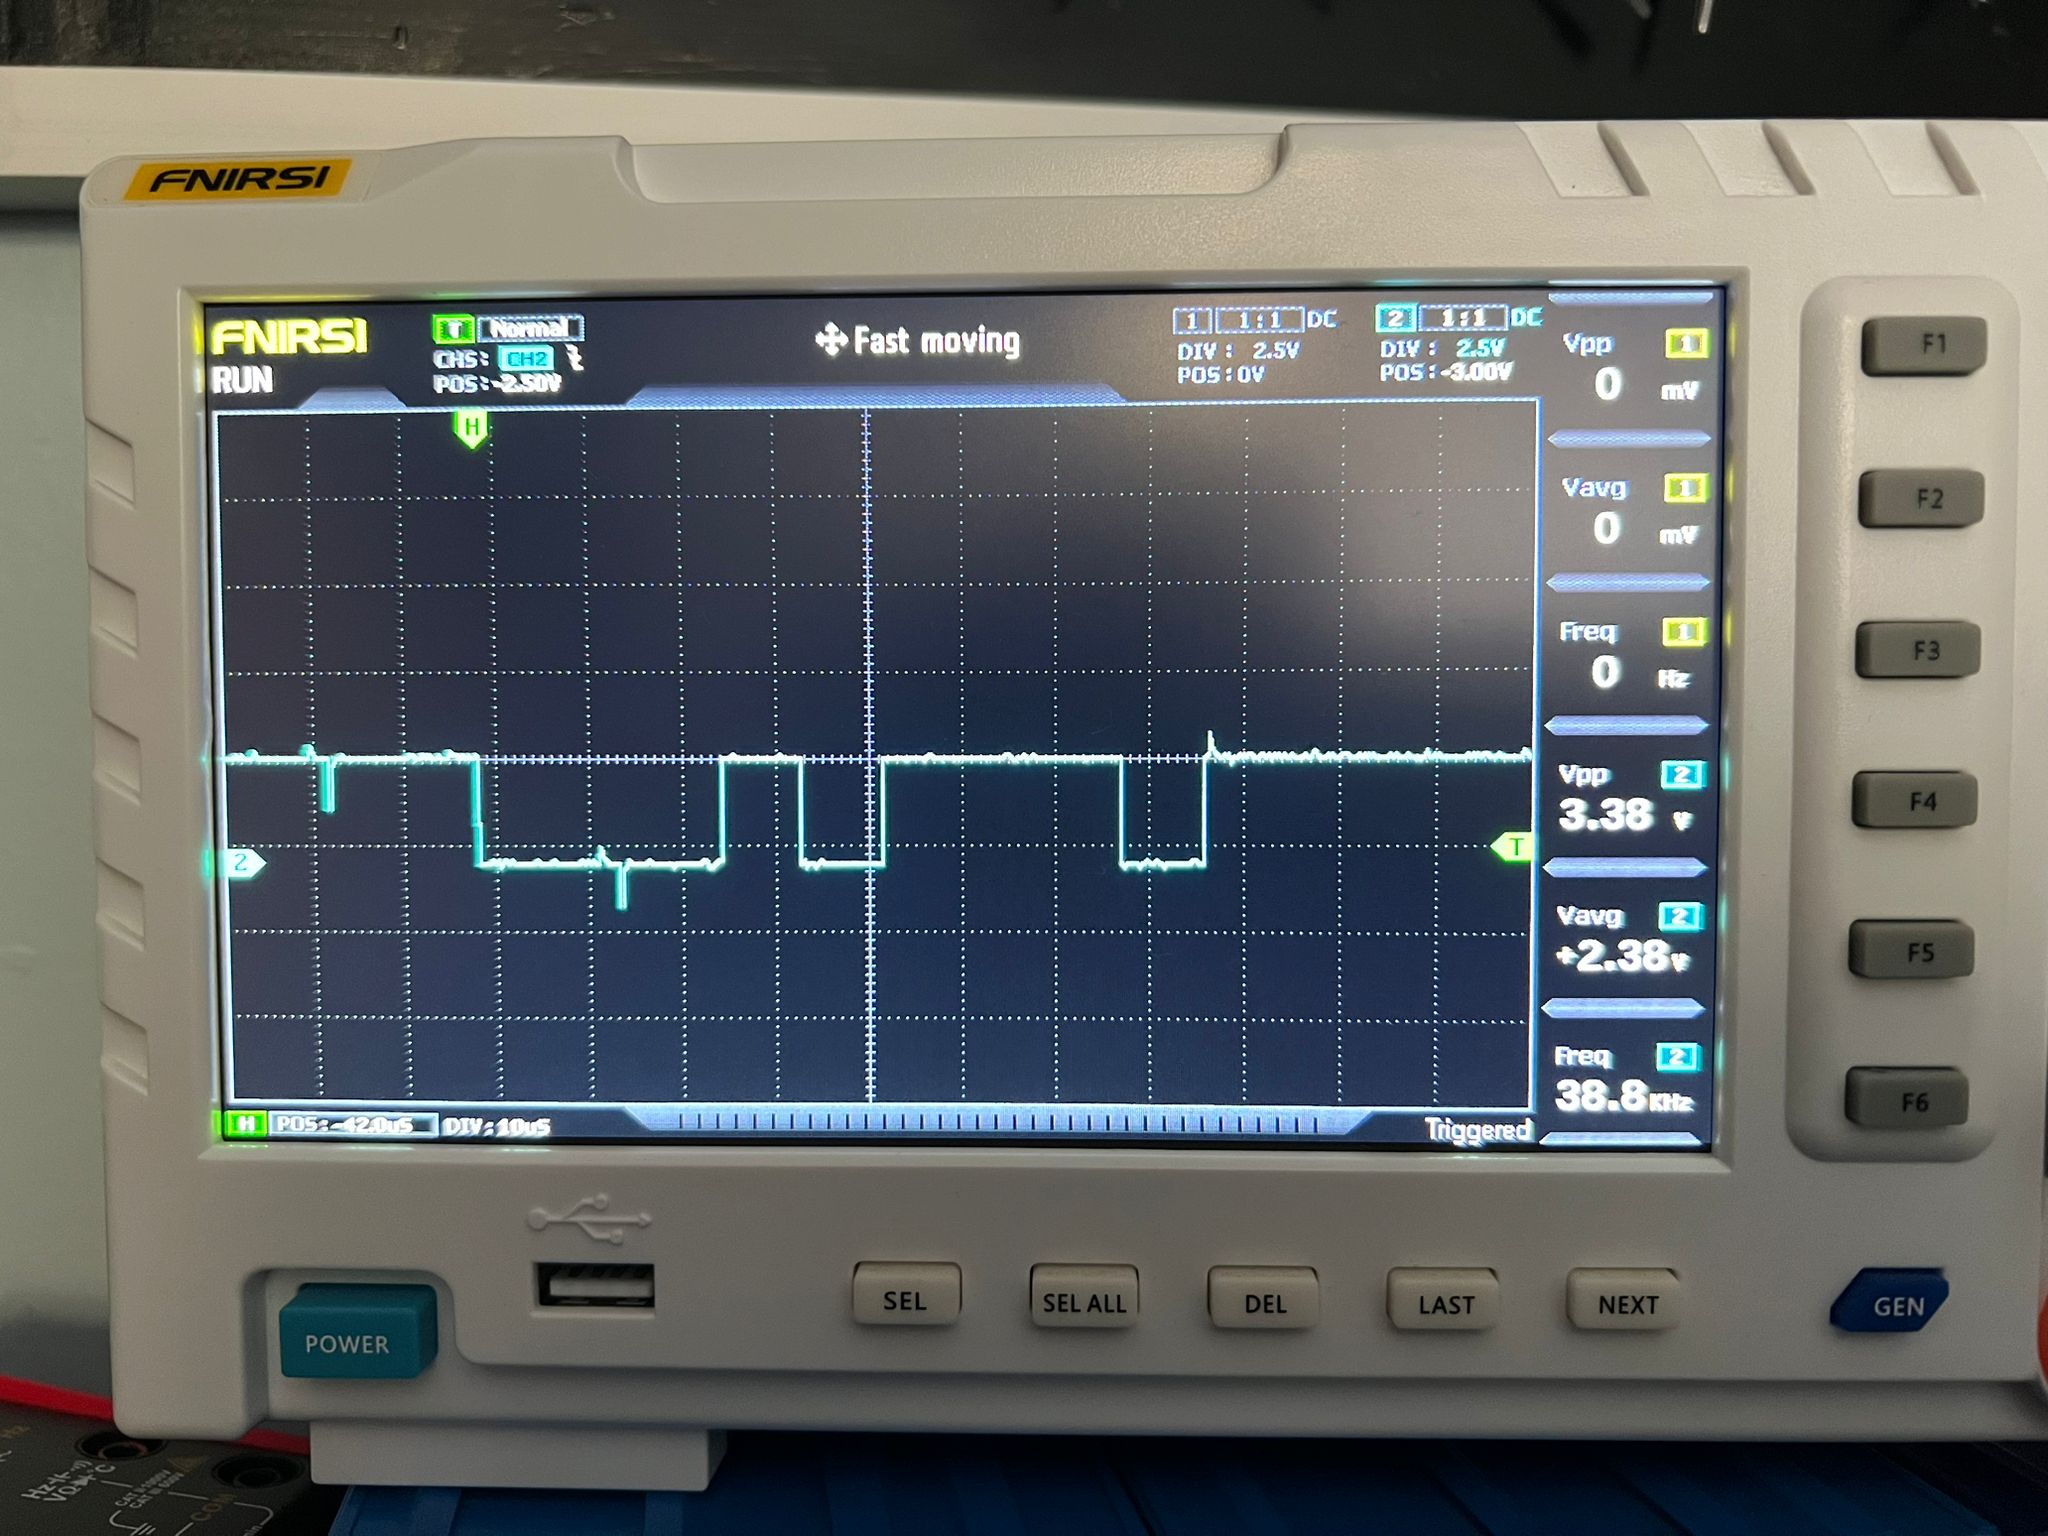 FNIRSI
FNIRSI
RUN
T Normal
CHS: CH2
POS:-2.50V
Fast moving
1 1:1 DC
DIV: 2.5V
POS:0V
2 1:1 DC
DIV: 2.5V
POS:-3.00V
H
2
T
Vpp 1
0 mV
Vavg 1
0 mV
Freq 1
0 Hz
Vpp 2
3.38 V
Vavg 2
+2.38V
Freq 2
38.8KHz
H POS:-42.0uS DIV:10uS
Triggered
F1
F2
F3
F4
F5
F6
POWER
SEL
SEL ALL
DEL
LAST
NEXT
GEN
COM